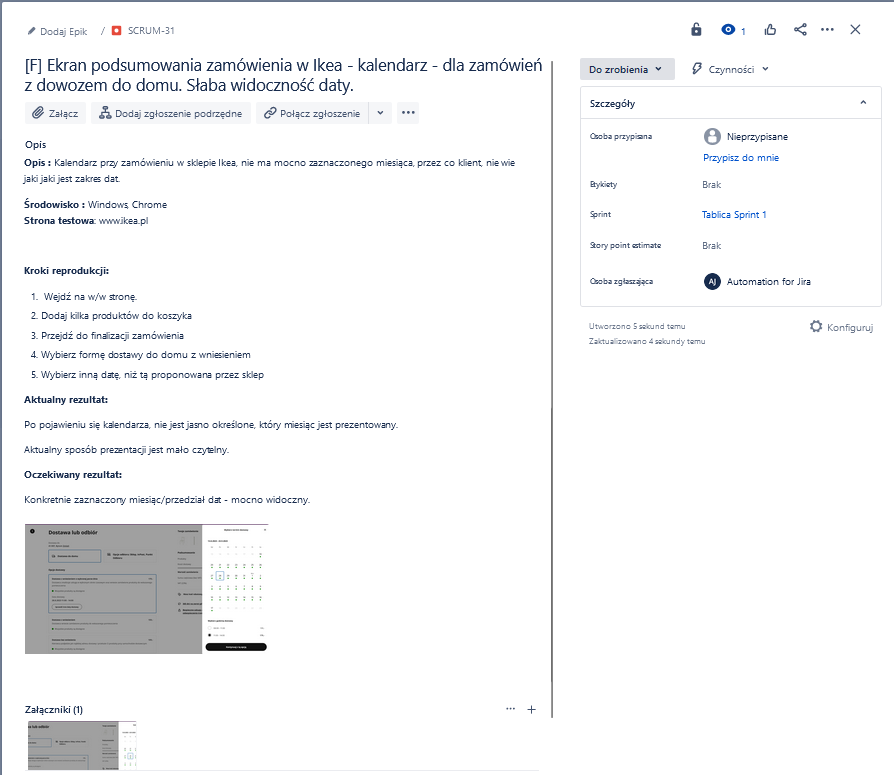 Dodaj Epik / SCRUM-31
1
[F] Ekran podsumowania zamówienia w Ikea - kalendarz - dla zamówień
z dowozem do domu. Słaba widoczność daty.
Załącz Dodaj zgłoszenie podrzędne Połącz zgłoszenie
Opis
Opis : Kalendarz przy zamówieniu w sklepie Ikea, nie ma mocno zaznaczonego miesiąca, przez co klient, nie wie
jaki jaki jest zakres dat.
Środowisko : Windows, Chrome
Strona testowa: www.ikea.pl
Kroki reprodukcji:
1. Wejdź na w/w stronę.
2. Dodaj kilka produktów do koszyka
3. Przejdź do finalizacji zamówienia
4. Wybierz formę dostawy do domu z wniesieniem
5. Wybierz inną datę, niż tą proponowana przez sklep
Aktualny rezultat:
Po pojawieniu się kalendarza, nie jest jasno określone, który miesiąc jest prezentowany.
Aktualny sposób prezentacji jest mało czytelny.
Oczekiwany rezultat:
Konkretnie zaznaczony miesiąc/przedział dat - mocno widoczny.
Dostawa lub odbiór
Załączniki (1)
Do zrobienia Czynności
Szczegóły
Osoba przypisana Nieprzypisane
Przypisz do mnie
Etykiety Brak
Sprint Tablica Sprint 1
Story point estimate Brak
Osoba zgłaszająca AJ Automation for Jira
Utworzono 5 sekund temu
Zaktualizowano 4 sekundy temu
Konfiguruj